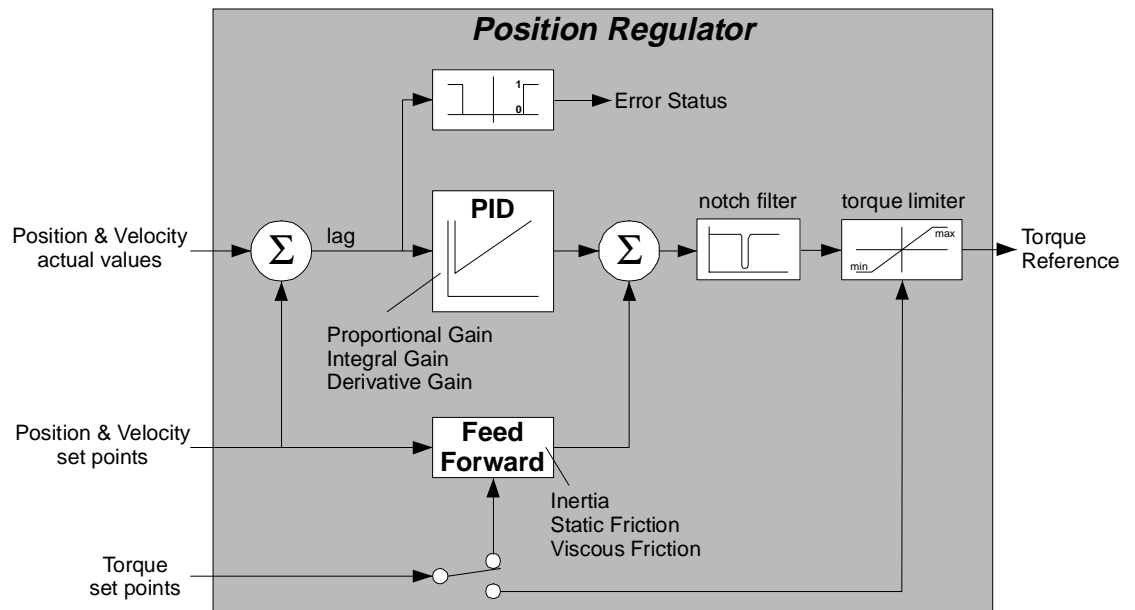 Position Regulator
1
0
Error Status
PID
notch filter
torque limiter
Position & Velocity
actual values
Σ
lag
Σ
max
min
Torque
Reference
Proportional Gain
Integral Gain
Derivative Gain
Position & Velocity
set points
Feed
Forward
Inertia
Static Friction
Viscous Friction
Torque
set points